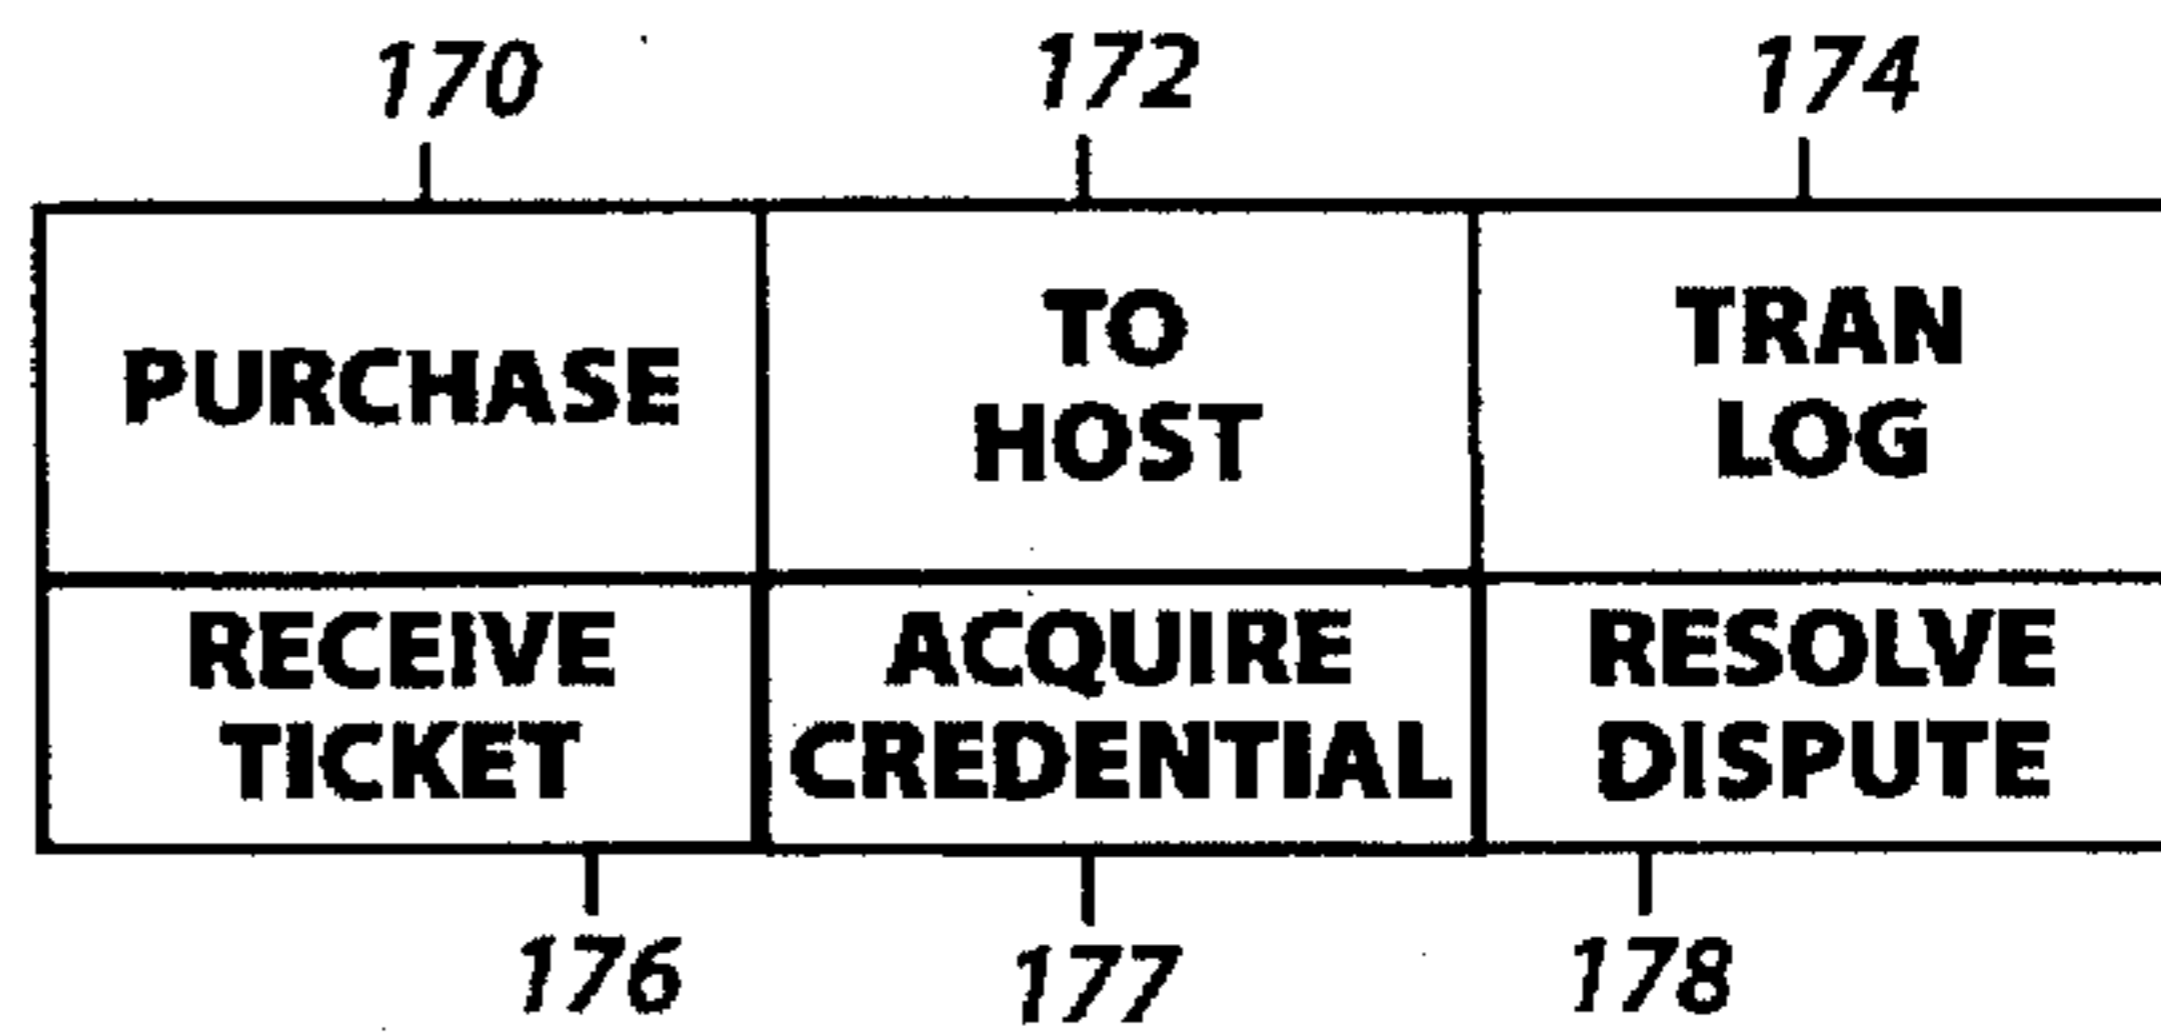 170
172
174
PURCHASE
TO
HOST
TRAN
LOG
RECEIVE
TICKET
ACQUIRE
CREDENTIAL
RESOLVE
DISPUTE
176
177
178